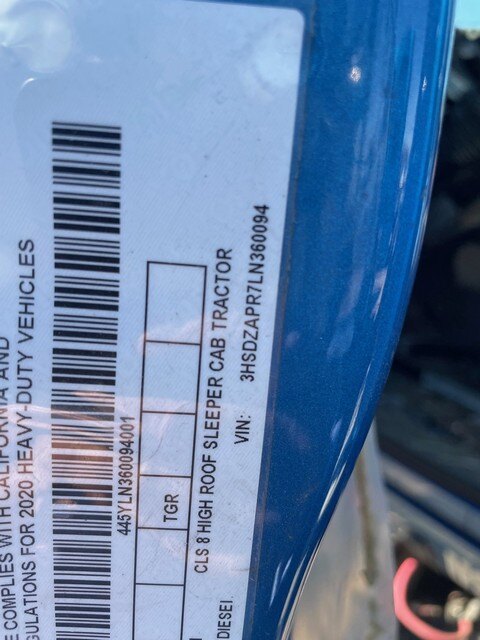 COMPLIES WITH CALIFORNIA AND
GULATIONS FOR 2020 HEAVY-DUTY VEHICLES
445YLN360094001
TGR
CLS 8 HIGH ROOF SLEEPER CAB TRACTOR
VIN: 3HSDZAPR7LN360094
DIESEL